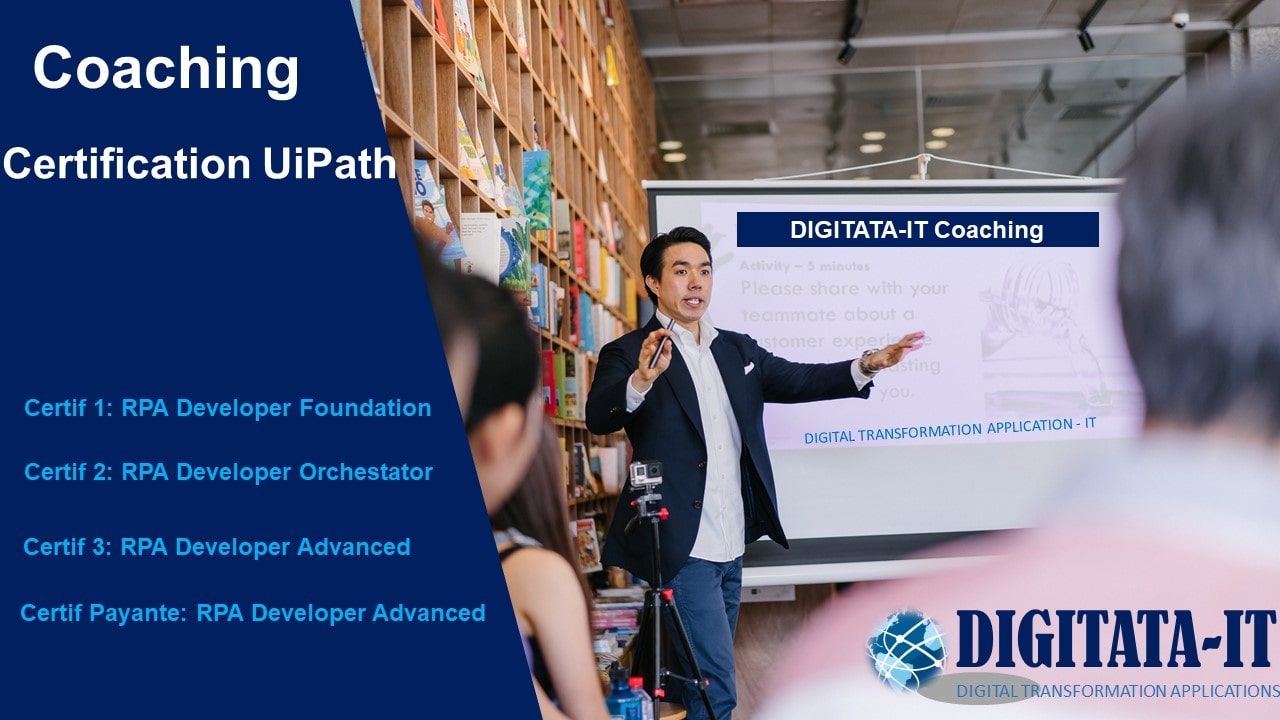 Coaching
Certification UiPath
Certif 1: RPA Developer Foundation
Certif 2: RPA Developer Orchestator
Certif 3: RPA Developer Advanced
Certif Payante: RPA Developer Advanced
DIGITATA-IT Coaching
Activity – 5 minutes
Please share with your
teammate about a
customer experience
you.
DIGITAL TRANSFORMATION APPLICATION - IT
DIGITATA-IT
DIGITAL TRANSFORMATION APPLICATIONS